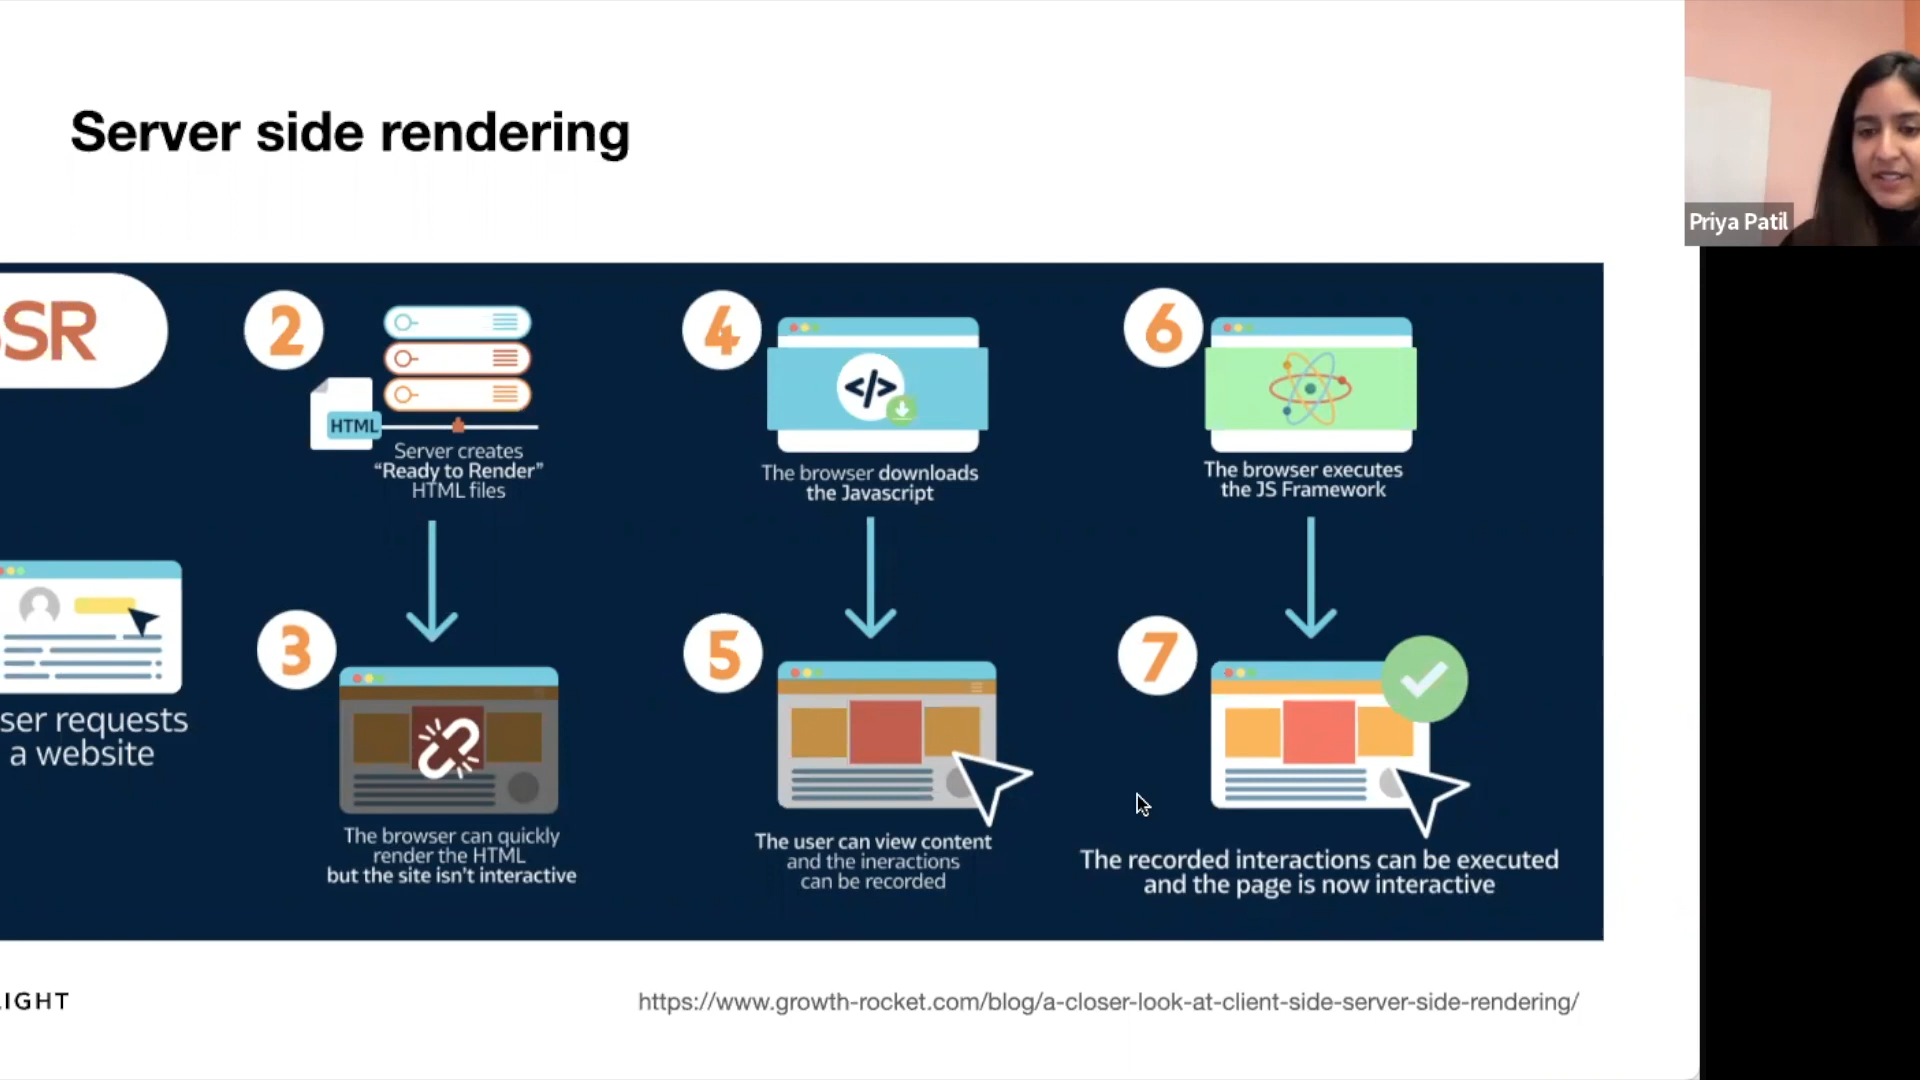 Server side rendering
Priya Patil
SR
2
HTML
Server creates
“Ready to Render”
HTML files
3
The browser can quickly
render the HTML
but the site isn't interactive
4
</>
The browser downloads
the Javascript
5
The user can view content
and the ineractions
can be recorded
6
The browser executes
the JS Framework
7
The recorded interactions can be executed
and the page is now interactive
ser requests
a website
IGHT
https://www.growth-rocket.com/blog/a-closer-look-at-client-side-server-side-rendering/